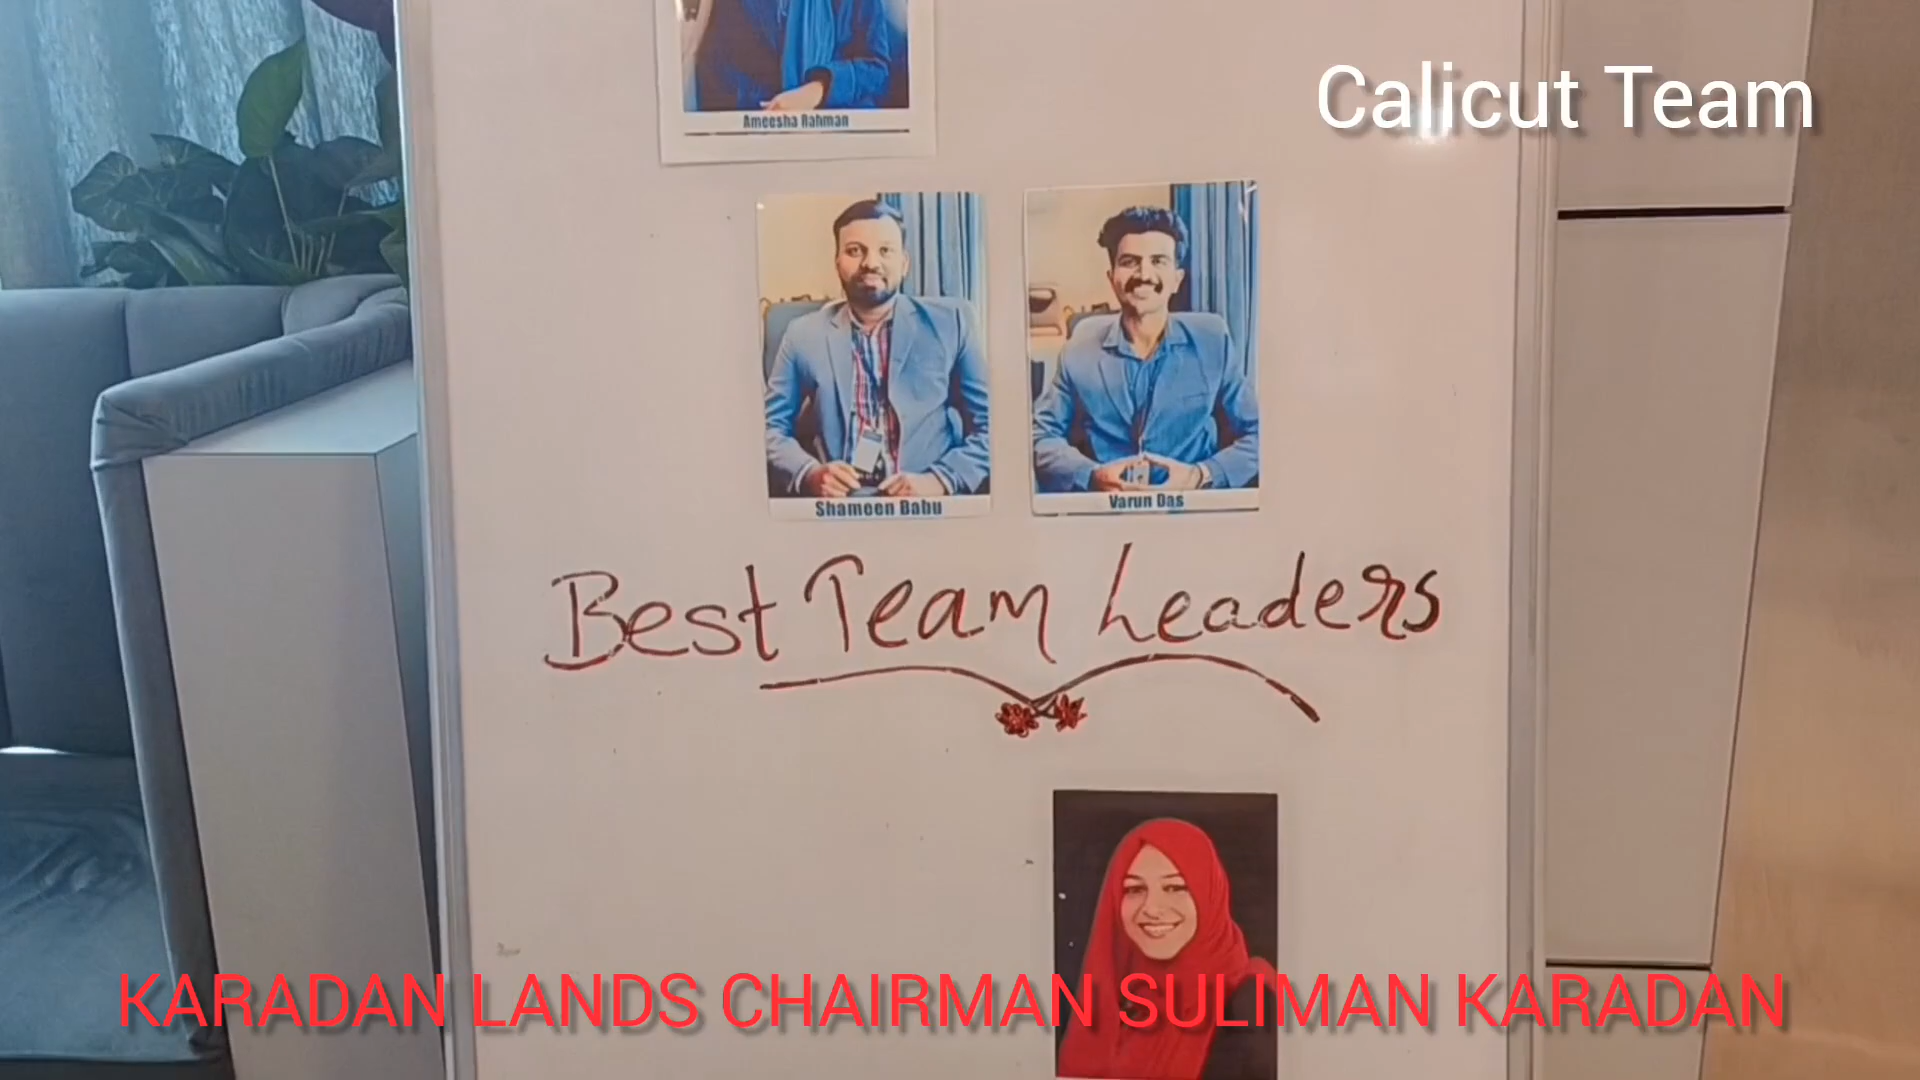 Calicut Team
Ameesha Rahman
Shameen Babu
Varun Das
Best Team Leaders
KARADAN LANDS CHAIRMAN SULIMAN KARADAN